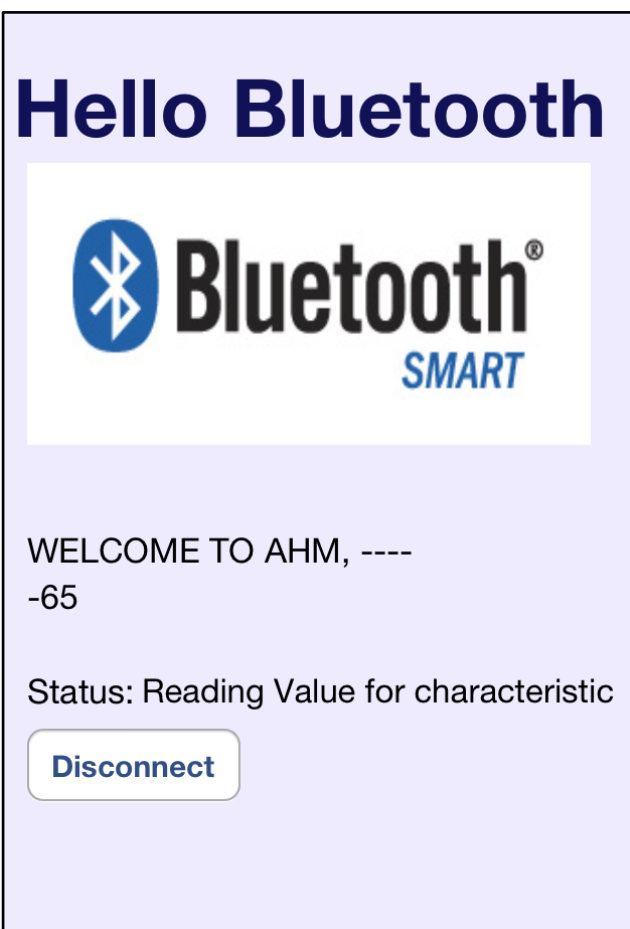 Hello Bluetooth
Bluetooth®
SMART
WELCOME TO AHM, ----
-65
Status: Reading Value for characteristic
Disconnect